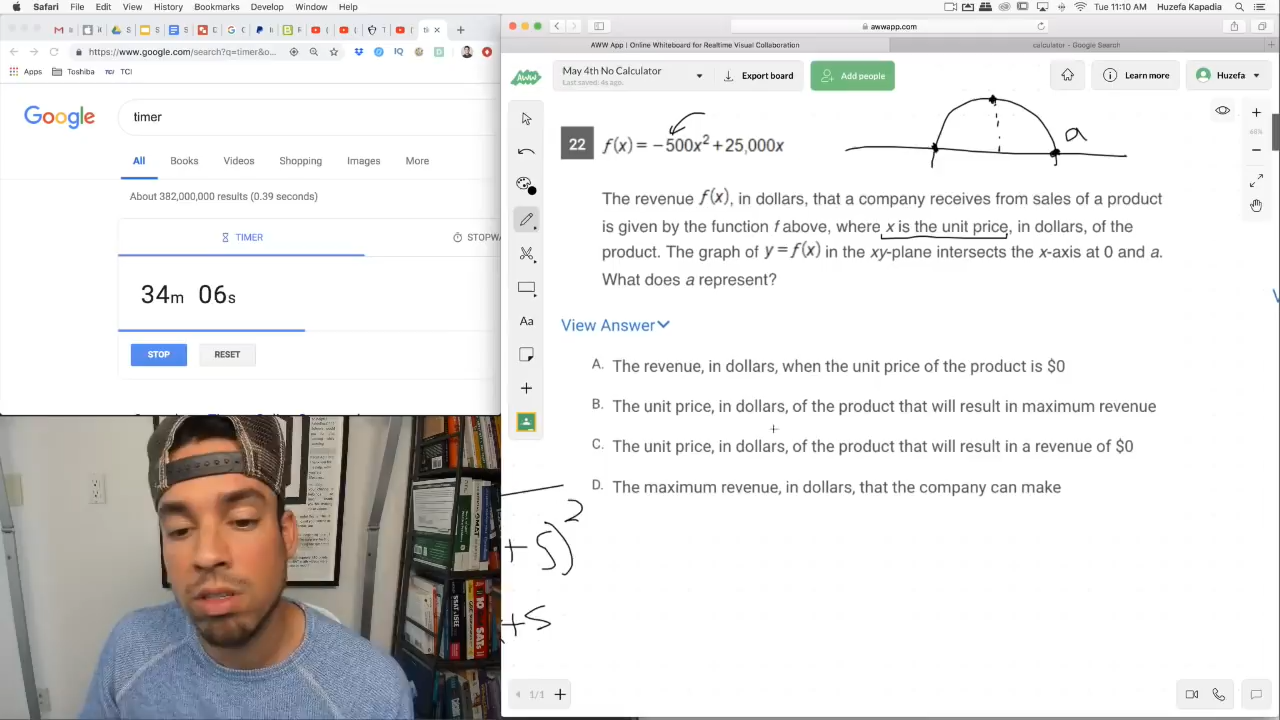 Safari File Edit View History Bookmarks Develop Window Help
Tue 11:10 AM Huzefa Kapadia
https://www.google.com/search?q=timer&o...
Apps Toshiba TCI
Google timer
All Books Videos Shopping Images More
About 382,000,000 results (0.39 seconds)
TIMER STOPW
34m 06s
STOP RESET
awwapp.com
AWW App | Online Whiteboard for Realtime Visual Collaboration calculator - Google Search
AWW May 4th No Calculator Export board Add people Learn more Huzefa
Last saved: 4s ago.
68%
22 f(x) = −500x² + 25,000x
a
The revenue f(x), in dollars, that a company receives from sales of a product
is given by the function f above, where x is the unit price, in dollars, of the
product. The graph of y = f(x) in the xy-plane intersects the x-axis at 0 and a.
What does a represent?
View Answer
A. The revenue, in dollars, when the unit price of the product is $0
B. The unit price, in dollars, of the product that will result in maximum revenue
C. The unit price, in dollars, of the product that will result in a revenue of $0
D. The maximum revenue, in dollars, that the company can make
Aa
+ 5)²
+5
1/1